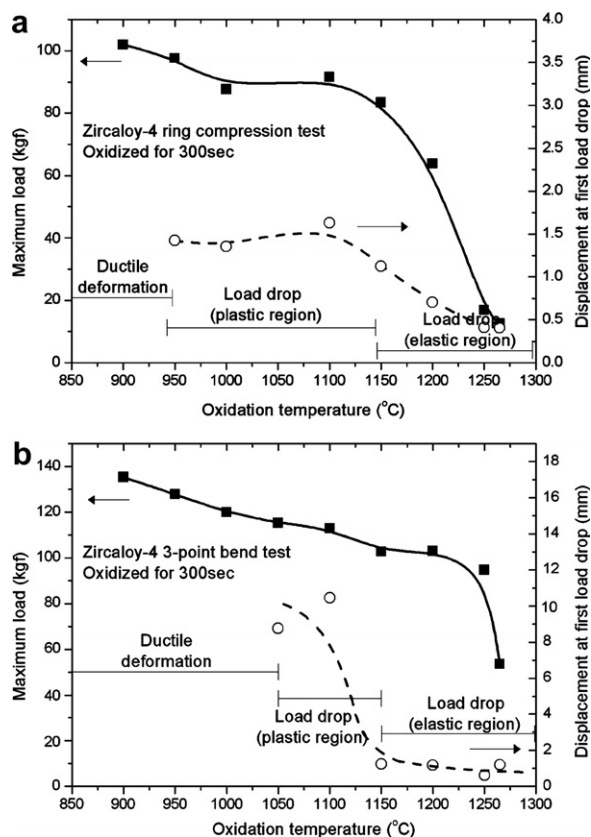 a
100
80
60
40
20
0
Maximum load (kgf)
4.0
3.5
3.0
2.5
2.0
1.5
1.0
0.5
0.0
Displacement at first load drop (mm)
Zircaloy-4 ring compression test
Oxidized for 300sec
Ductile
deformation
Load drop
(plastic region)
Load drop
(elastic region)
850 900 950 1000 1050 1100 1150 1200 1250 1300
Oxidation temperature (°C)
b
140
120
100
80
60
40
20
0
Maximum load (kgf)
18
16
14
12
10
8
6
4
2
0
Displacement at first load drop (mm)
Zircaloy-4 3-point bend test
Oxidized for 300sec
Ductile
deformation
Load drop
(plastic region)
Load drop
(elastic region)
850 900 950 1000 1050 1100 1150 1200 1250 1300
Oxidation temperature (°C)